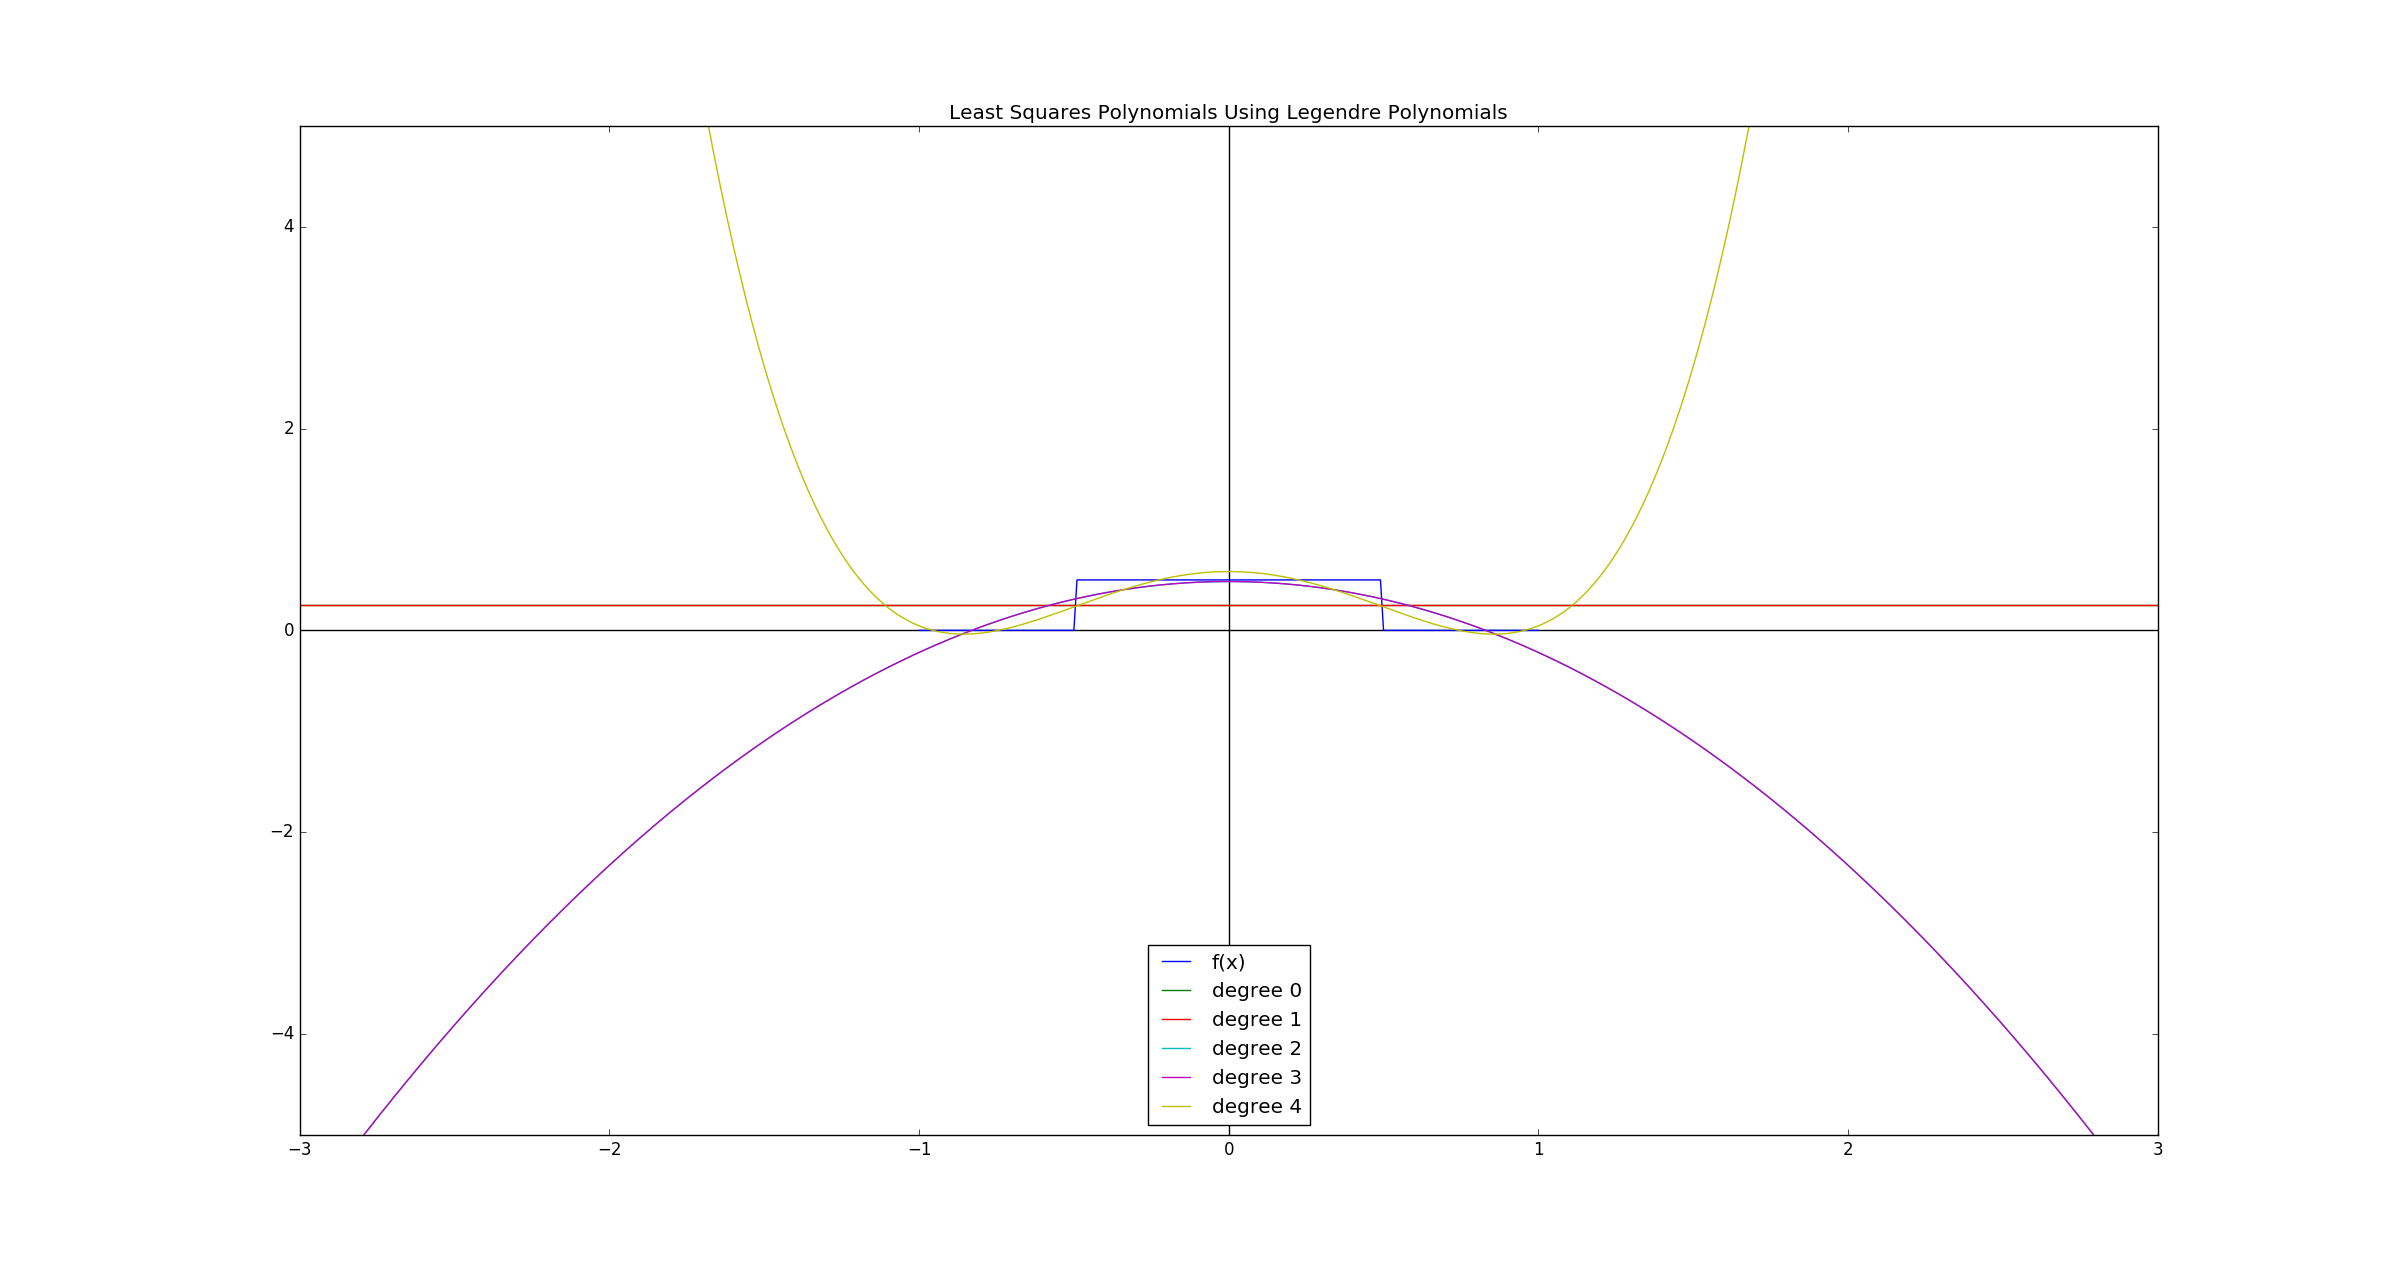 Least Squares Polynomials Using Legendre Polynomials
4
2
0
−2
−4
−3 −2 −1 0 1 2 3
f(x)
degree 0
degree 1
degree 2
degree 3
degree 4